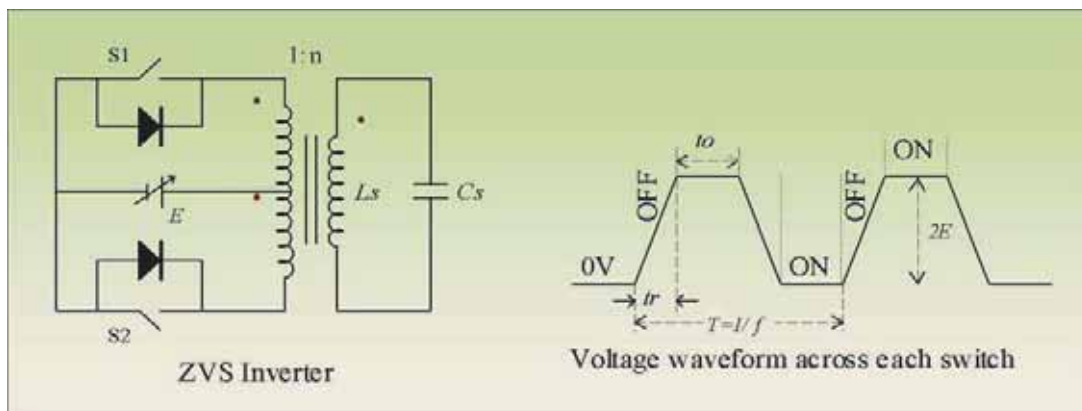 S1
1:n
E
Ls
Cs
S2
ZVS Inverter
to
OFF
ON
OFF
2E
0V
ON
tr
T=1/f
Voltage waveform across each switch